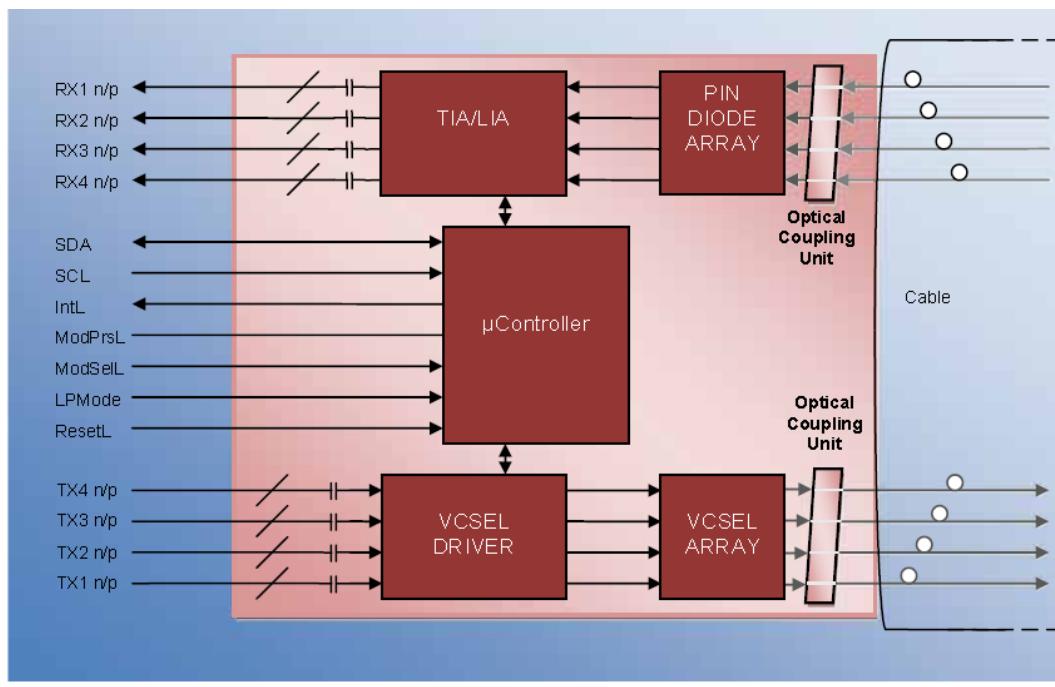 RX1 n/p
RX2 n/p
RX3 n/p
RX4 n/p
TIA/LIA
PIN
DIODE
ARRAY
Optical
Coupling
Unit
SDA
SCL
IntL
ModPrsL
ModSelL
LPMode
ResetL
µController
Cable
Optical
Coupling
Unit
TX4 n/p
TX3 n/p
TX2 n/p
TX1 n/p
VCSEL
DRIVER
VCSEL
ARRAY